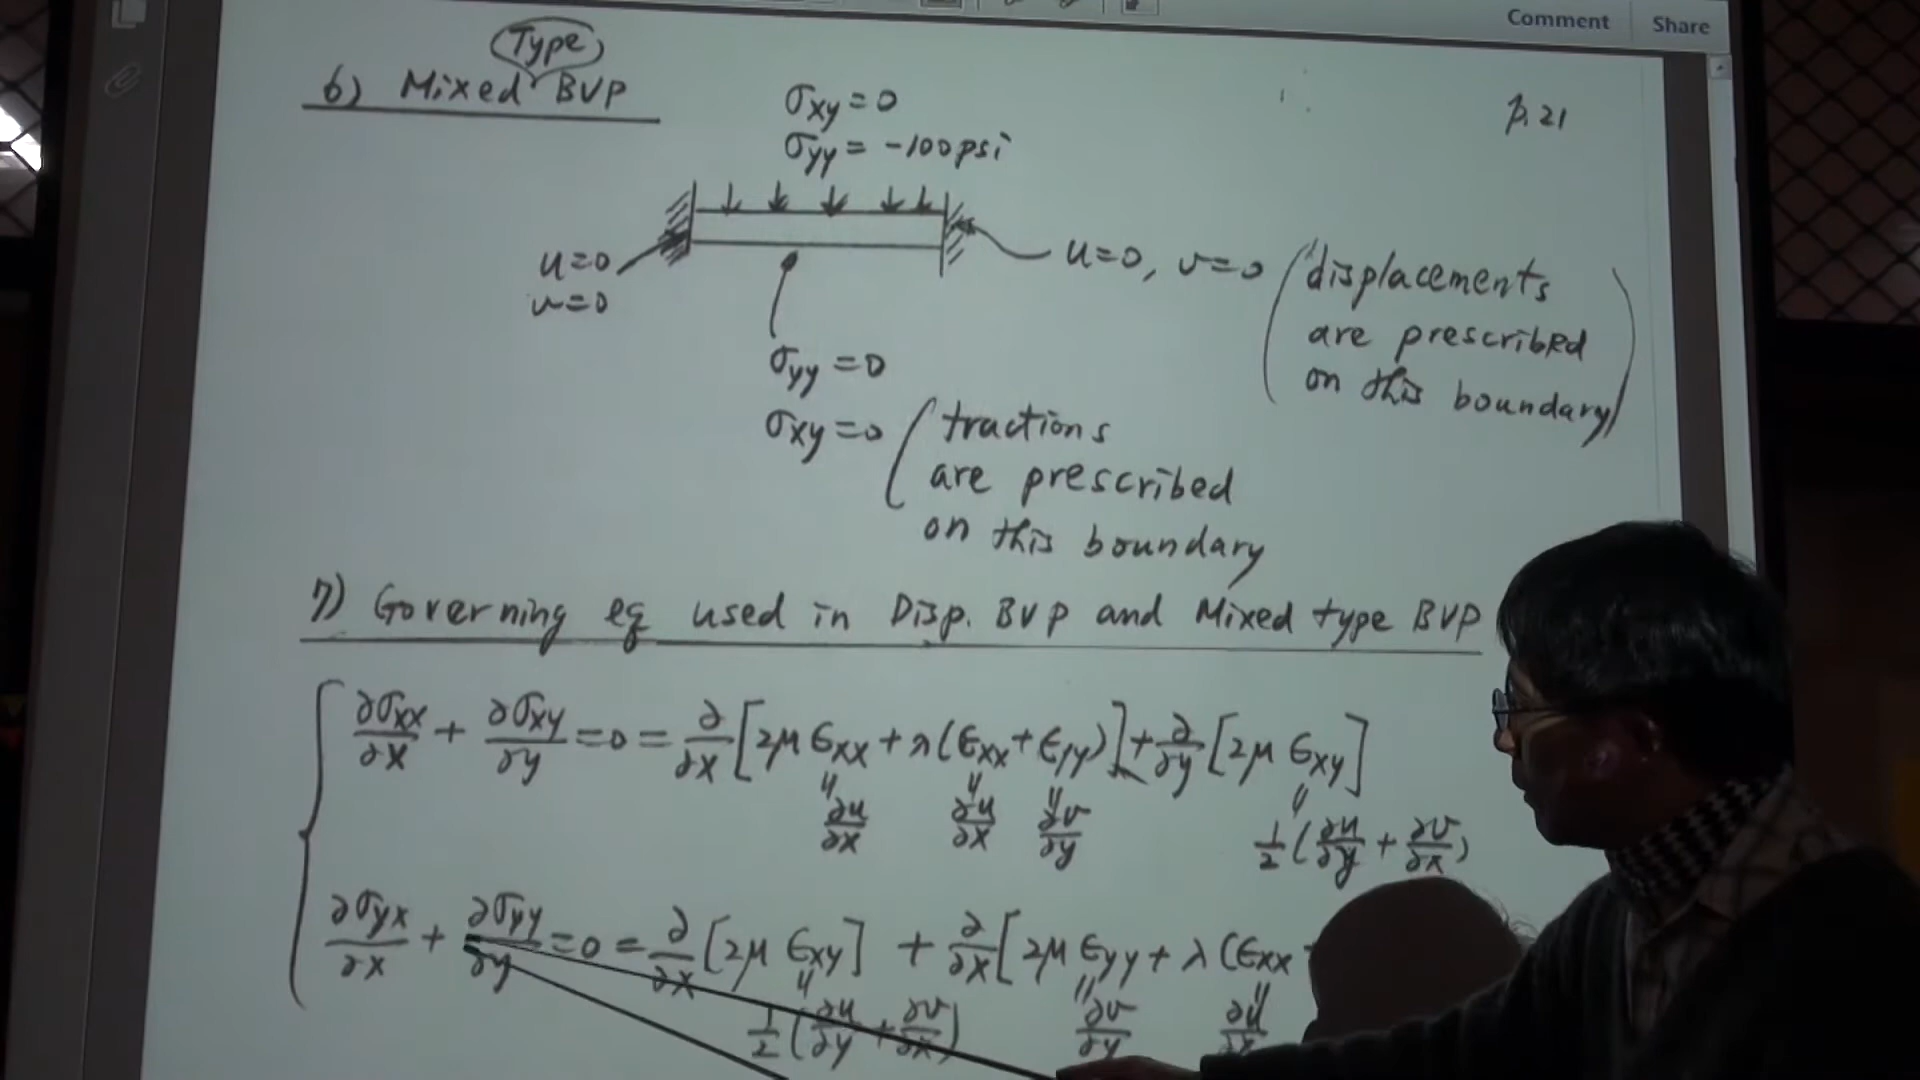 Comment Share
(Type)
6) Mixed BVP
p.21
σxy = 0
σyy = -100psi
u=0
v=0
u=0, v=0 (displacements
are prescribed
on this boundary)
σyy = 0
σxy = 0 (tractions
are prescribed
on this boundary
7) Governing eq used in Disp. BVP and Mixed type BVP
∂σxx/∂x + ∂σxy/∂y = 0 = ∂/∂x [2μ ϵxx + λ(ϵxx + ϵyy)] + ∂/∂y [2μ ϵxy]
∂u/∂x ∂u/∂x ∂v/∂y 1/2 (∂u/∂y + ∂v/∂x)
∂σyx/∂x + ∂σyy/∂y = 0 = ∂/∂x [2μ ϵxy] + ∂/∂x [2μ ϵyy + λ(ϵxx
1/2 (∂u/∂y + ∂v/∂x) ∂v/∂y ∂u/∂x